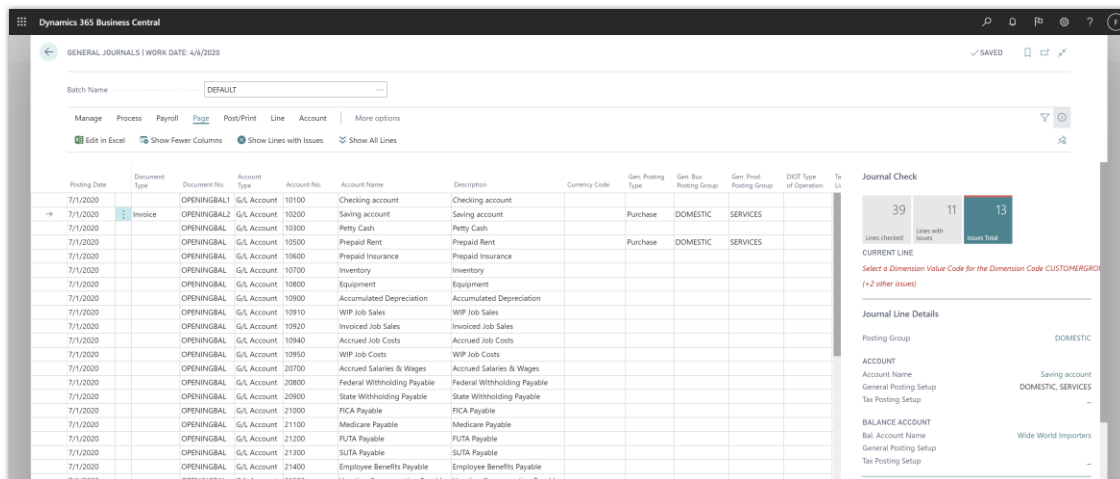 Dynamics 365 Business Central
GENERAL JOURNALS | WORK DATE: 4/6/2020
SAVED
Batch Name
DEFAULT
Manage Process Payroll Page Post/Print Line Account More options
Edit in Excel Show Fewer Columns Show Lines with Issues Show All Lines
Posting Date Document Type Document No. Account Type Account No. Account Name Description Currency Code Gen. Posting Type Gen. Bus. Posting Group Gen. Prod. Posting Group DIOT Type of Operation
7/1/2020 OPENINGBAL1 G/L Account 10100 Checking account Checking account
7/1/2020 Invoice OPENINGBAL2 G/L Account 10200 Saving account Saving account Purchase DOMESTIC SERVICES
7/1/2020 OPENINGBAL G/L Account 10300 Petty Cash Petty Cash
7/1/2020 OPENINGBAL G/L Account 10500 Prepaid Rent Prepaid Rent Purchase DOMESTIC SERVICES
7/1/2020 OPENINGBAL G/L Account 10600 Prepaid Insurance Prepaid Insurance
7/1/2020 OPENINGBAL G/L Account 10700 Inventory Inventory
7/1/2020 OPENINGBAL G/L Account 10800 Equipment Equipment
7/1/2020 OPENINGBAL G/L Account 10900 Accumulated Depreciation Accumulated Depreciation
7/1/2020 OPENINGBAL G/L Account 10910 WIP Job Sales WIP Job Sales
7/1/2020 OPENINGBAL G/L Account 10920 Invoiced Job Sales Invoiced Job Sales
7/1/2020 OPENINGBAL G/L Account 10940 Accrued Job Costs Accrued Job Costs
7/1/2020 OPENINGBAL G/L Account 10950 WIP Job Costs WIP Job Costs
7/1/2020 OPENINGBAL G/L Account 20700 Accrued Salaries & Wages Accrued Salaries & Wages
7/1/2020 OPENINGBAL G/L Account 20800 Federal Withholding Payable Federal Withholding Payable
7/1/2020 OPENINGBAL G/L Account 20900 State Withholding Payable State Withholding Payable
7/1/2020 OPENINGBAL G/L Account 21000 FICA Payable FICA Payable
7/1/2020 OPENINGBAL G/L Account 21100 Medicare Payable Medicare Payable
7/1/2020 OPENINGBAL G/L Account 21200 FUTA Payable FUTA Payable
7/1/2020 OPENINGBAL G/L Account 21300 SUTA Payable SUTA Payable
7/1/2020 OPENINGBAL G/L Account 21400 Employee Benefits Payable Employee Benefits Payable
Journal Check
39 11 13
Lines checked Lines with issues Issues Total
CURRENT LINE
Select a Dimension Value Code for the Dimension Code CUSTOMERGRO
(+2 other issues)
Journal Line Details
Posting Group DOMESTIC
ACCOUNT
Account Name Saving account
General Posting Setup DOMESTIC, SERVICES
Tax Posting Setup _
BALANCE ACCOUNT
Bal. Account Name Wide World Importers
General Posting Setup
Tax Posting Setup _